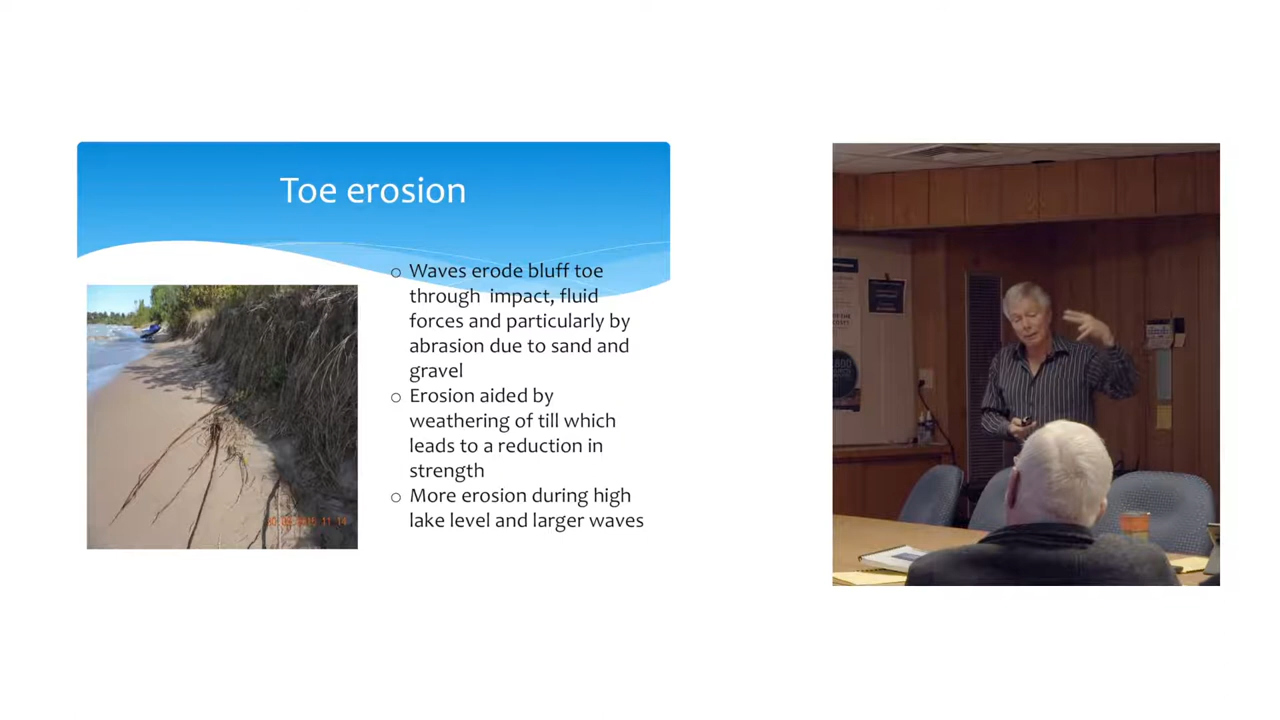 Toe erosion
o Waves erode bluff toe
through impact, fluid
forces and particularly by
abrasion due to sand and
gravel
o Erosion aided by
weathering of till which
leads to a reduction in
strength
o More erosion during high
lake level and larger waves
11 14